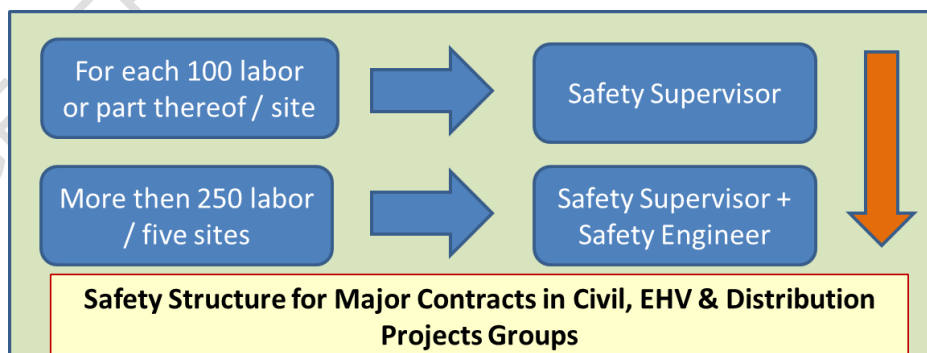 For each 100 labor
or part thereof / site
Safety Supervisor
More then 250 labor
/ five sites
Safety Supervisor +
Safety Engineer
Safety Structure for Major Contracts in Civil, EHV & Distribution
Projects Groups